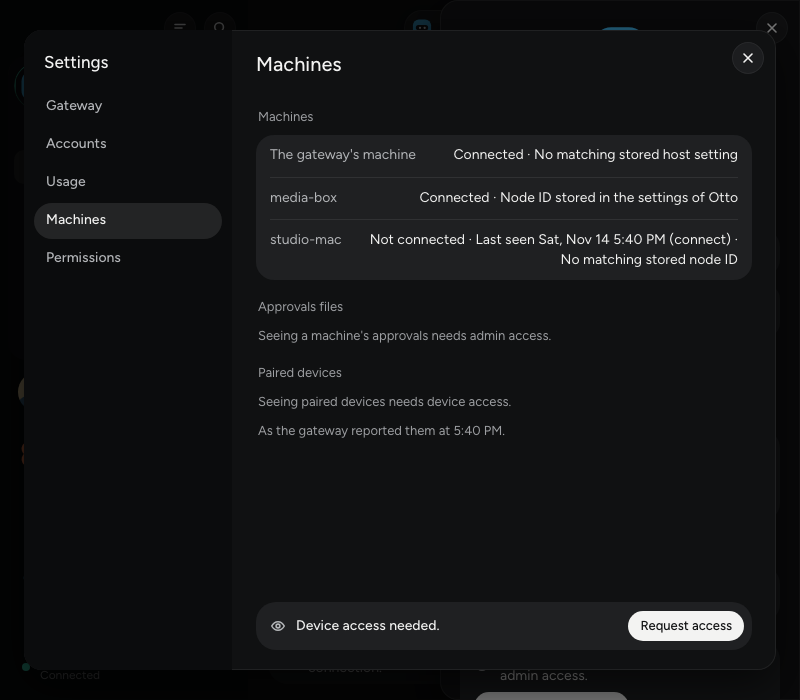 Settings
Gateway
Accounts
Usage
Machines
Permissions
Machines
Machines
The gateway's machine Connected · No matching stored host setting
media-box Connected · Node ID stored in the settings of Otto
studio-mac Not connected · Last seen Sat, Nov 14 5:40 PM (connect) ·
No matching stored node ID
Approvals files
Seeing a machine's approvals needs admin access.
Paired devices
Seeing paired devices needs device access.
As the gateway reported them at 5:40 PM.
Device access needed.
Request access
Connected
admin access.